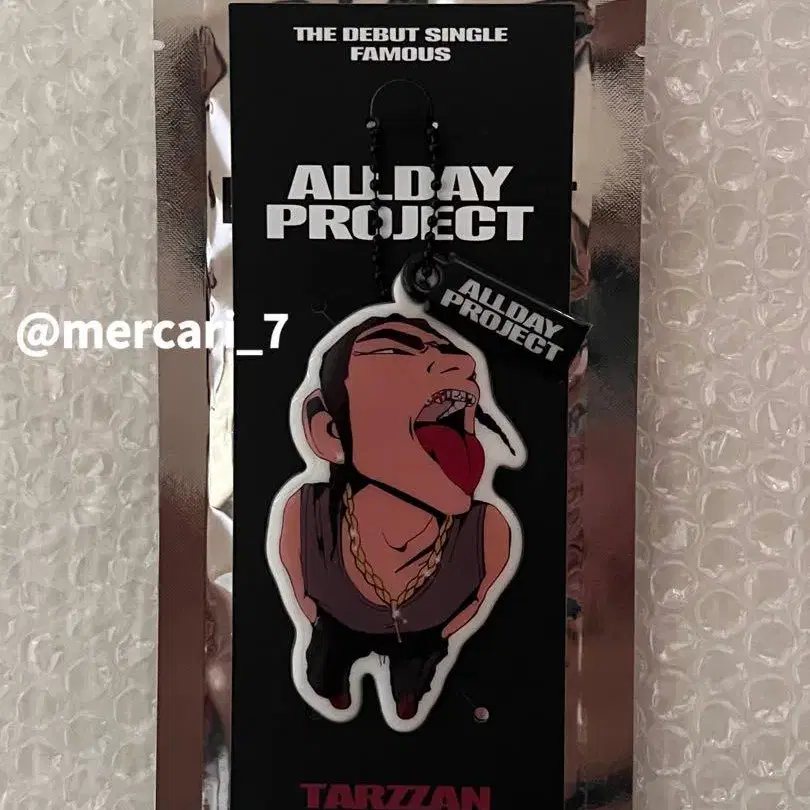 THE DEBUT SINGLE
FAMOUS
ALLDAY
PROJECT
ALLDAY
PROJECT
@mercari_7
TARZZAN